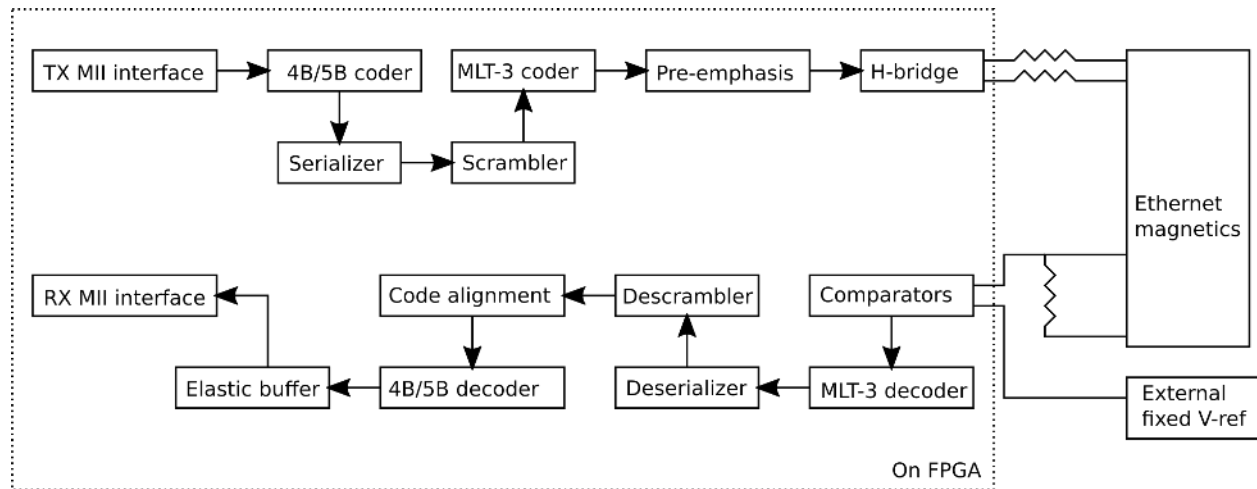 TX MII interface
4B/5B coder
MLT-3 coder
Pre-emphasis
H-bridge
Serializer
Scrambler
Ethernet
magnetics
RX MII interface
Code alignment
Descrambler
Comparators
Elastic buffer
4B/5B decoder
Deserializer
MLT-3 decoder
External
fixed V-ref
On FPGA